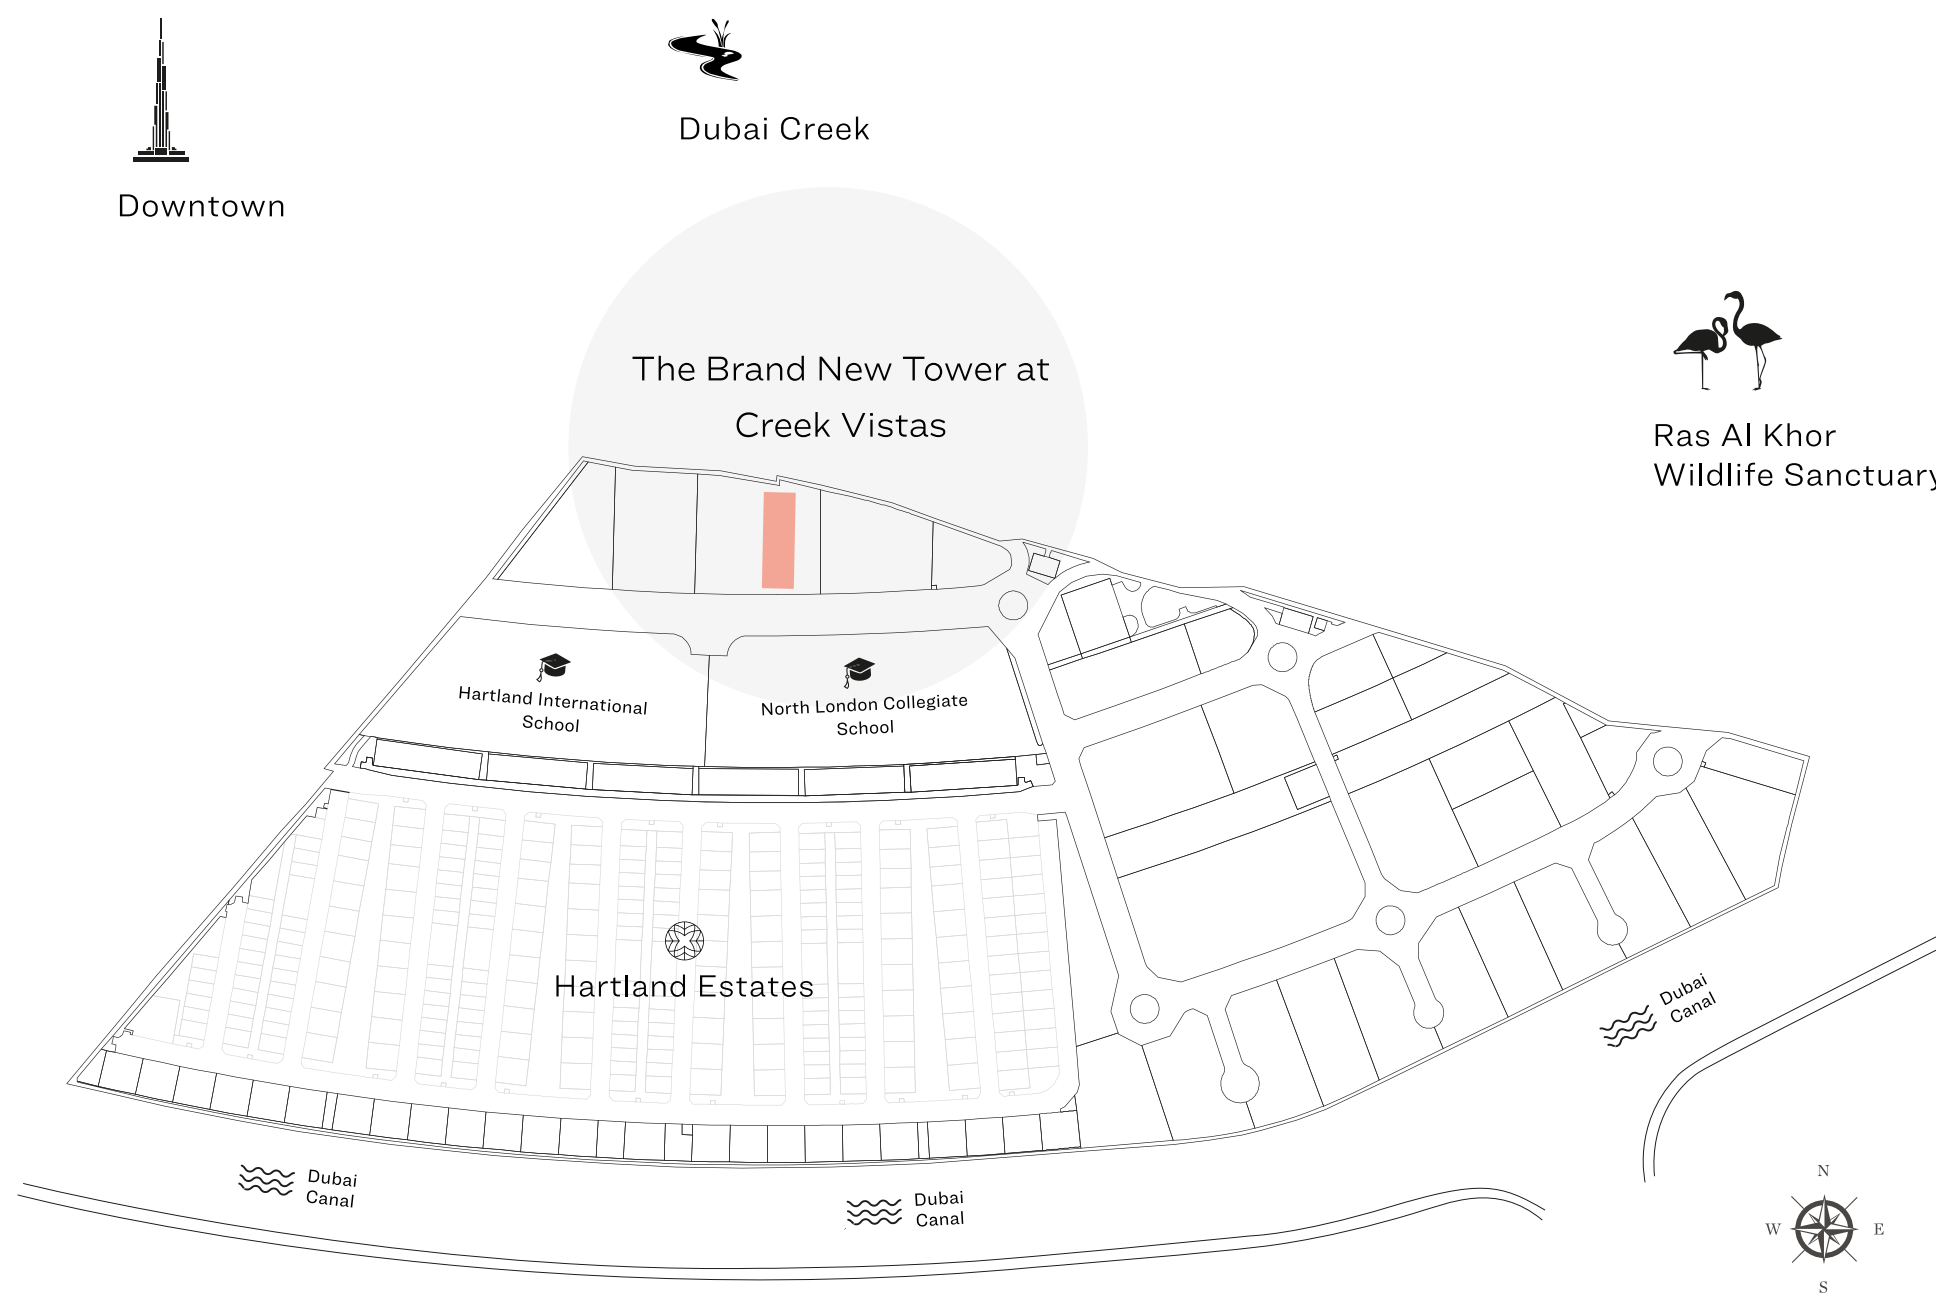 Dubai Creek
Downtown
The Brand New Tower at
Creek Vistas
Ras Al Khor
Wildlife Sanctuary
Hartland International
School
North London Collegiate
School
Hartland Estates
Dubai
Canal
Dubai
Canal
Dubai
Canal
N
W
E
S